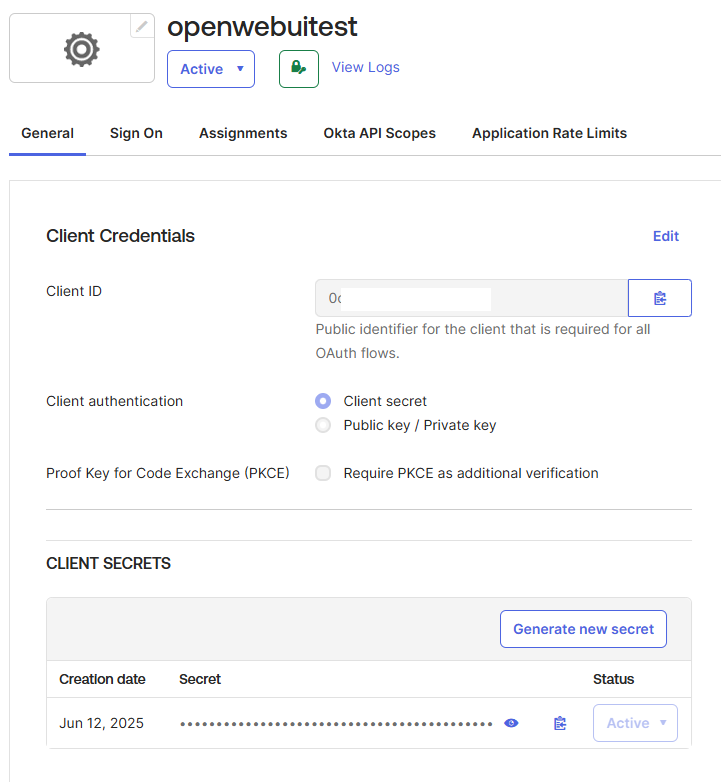 openwebuitest
Active
View Logs
General Sign On Assignments Okta API Scopes Application Rate Limits
Client Credentials Edit
Client ID
Public identifier for the client that is required for all
OAuth flows.
Client authentication Client secret
Public key / Private key
Proof Key for Code Exchange (PKCE) Require PKCE as additional verification
CLIENT SECRETS
Generate new secret
Creation date Secret Status
Jun 12, 2025 •••••••••••••••••••••••••••••••••••••••• Active